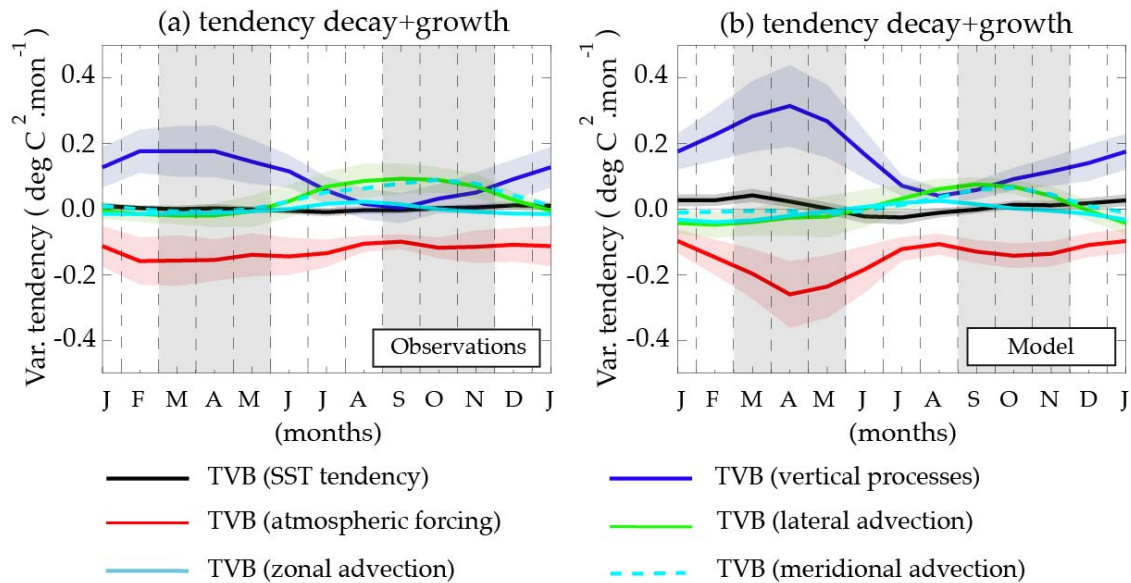 (a) tendency decay+growth
(b) tendency decay+growth
Var. tendency ( deg C² .mon⁻¹)
0.4
0.2
0.0
-0.2
-0.4
Observations
J F M A M J J A S O N D J
(months)
Var. tendency ( deg C² .mon⁻¹)
0.4
0.2
0.0
-0.2
-0.4
Model
J F M A M J J A S O N D J
(months)
TVB (SST tendency)
TVB (vertical processes)
TVB (atmospheric forcing)
TVB (lateral advection)
TVB (zonal advection)
TVB (meridional advection)